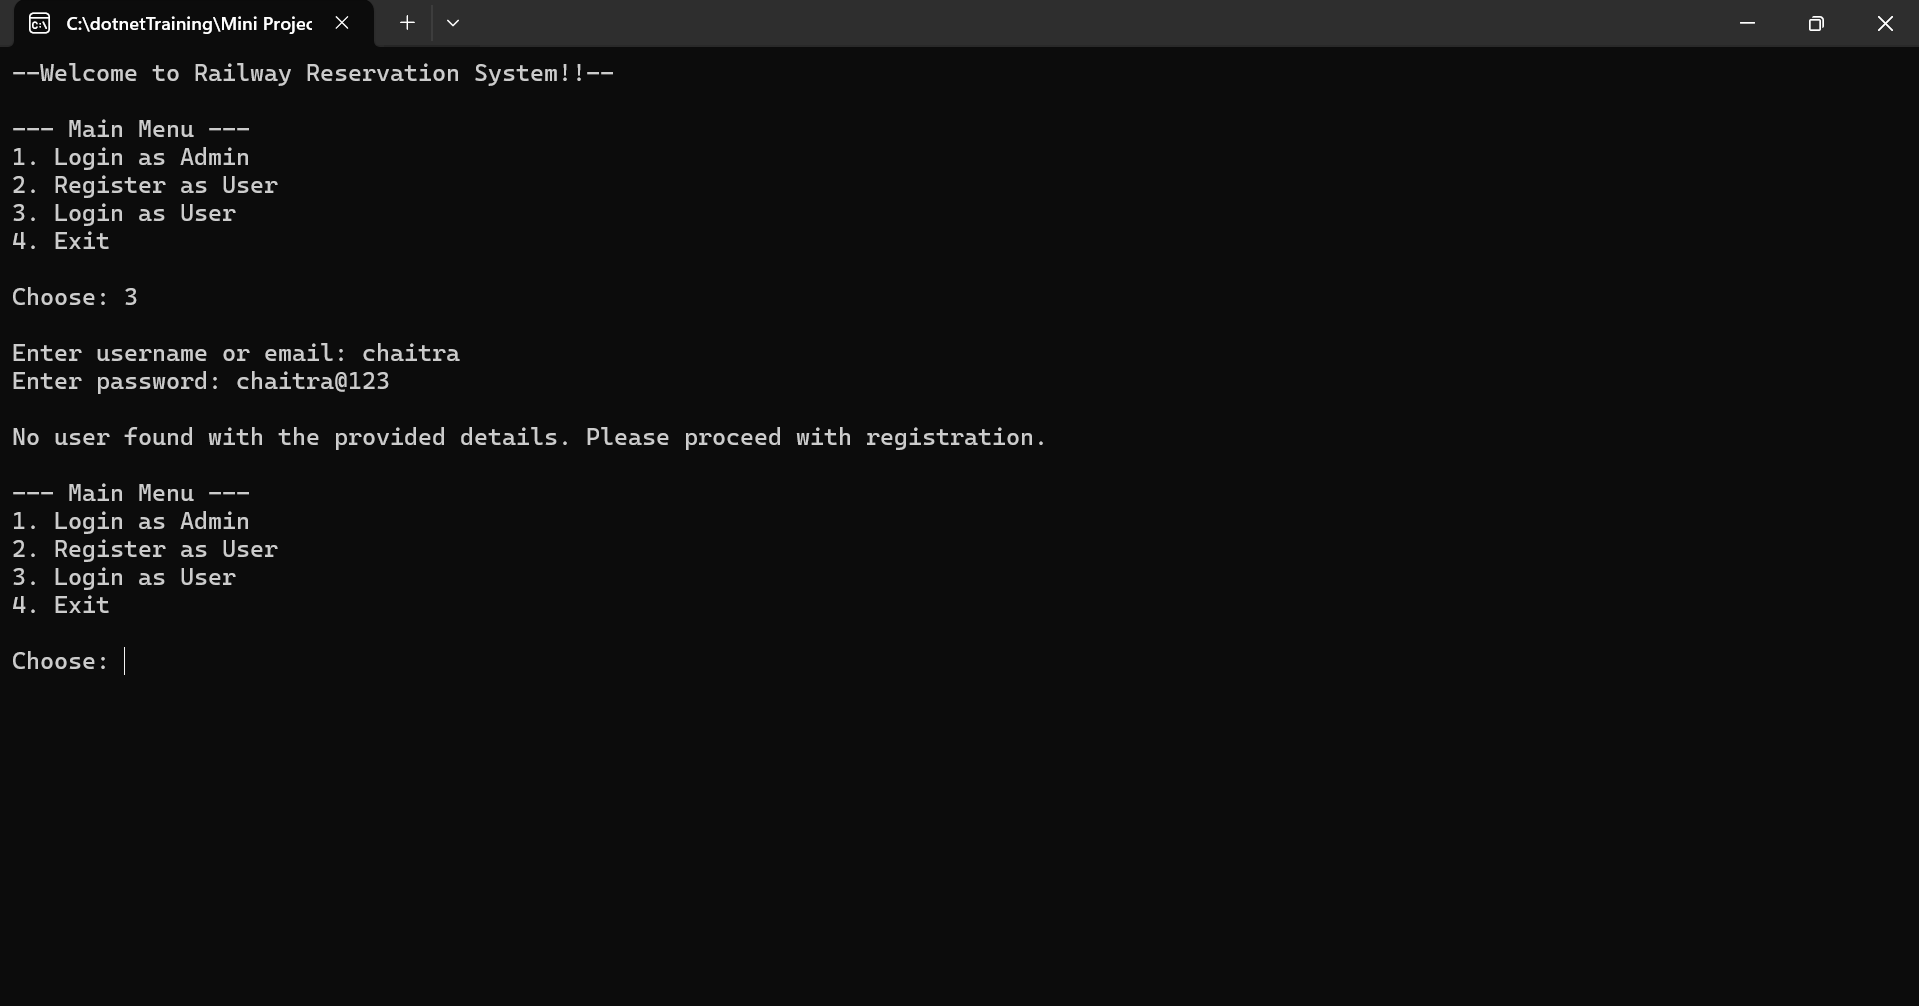 C:\dotnetTraining\Mini Projec
--Welcome to Railway Reservation System!!--
--- Main Menu ---
1. Login as Admin
2. Register as User
3. Login as User
4. Exit
Choose: 3
Enter username or email: chaitra
Enter password: chaitra@123
No user found with the provided details. Please proceed with registration.
--- Main Menu ---
1. Login as Admin
2. Register as User
3. Login as User
4. Exit
Choose: